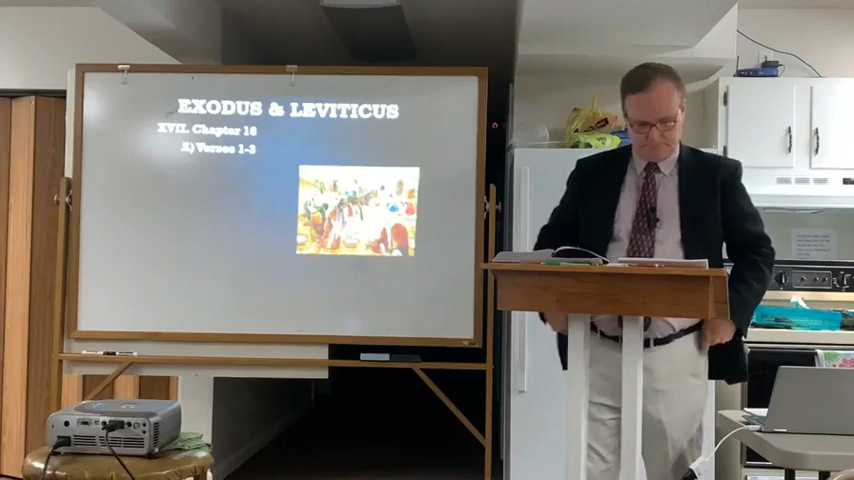 EXODUS & LEVITICUS
XVII. Chapter 16
A) Verses 1-3